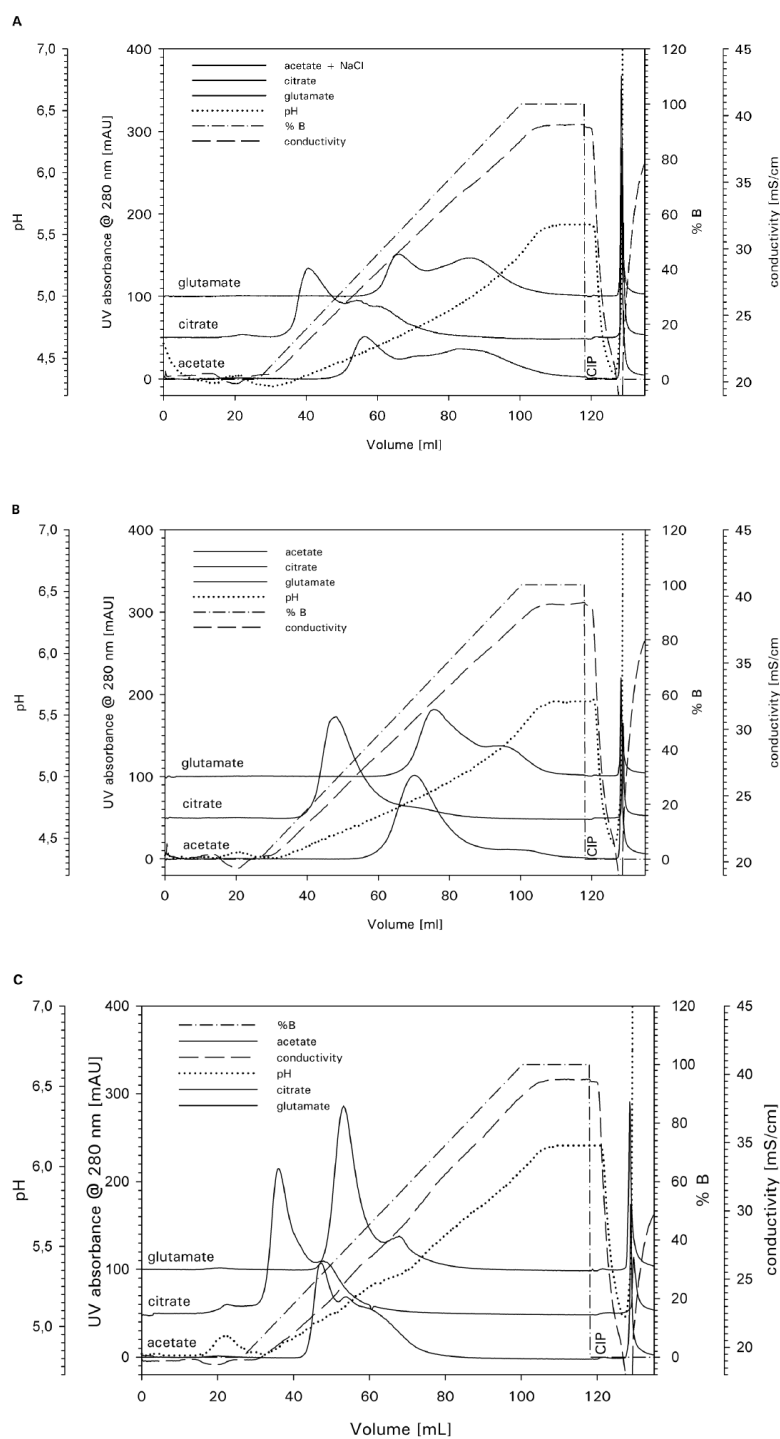 A
7,0
6,5
6,0
5,5
5,0
4,5
pH
400
300
200
100
0
UV absorbance @ 280 nm [mAU]
acetate + NaCl
citrate
glutamate
pH
% B
conductivity
glutamate
citrate
acetate
CIP
120
100
80
60
40
20
0
% B
45
40
35
30
25
20
conductivity [mS/cm
0 20 40 60 80 100 120
Volume [ml]
B
7,0
6,5
6,0
5,5
5,0
4,5
pH
400
300
200
100
0
UV absorbance @ 280 nm [mAU]
acetate
citrate
glutamate
pH
% B
conductivity
glutamate
citrate
acetate
CIP
120
100
80
60
40
20
0
% B
45
40
35
30
25
20
conductivity [mS/cm
0 20 40 60 80 100 120
Volume [ml]
C
7,0
6,5
6,0
5,5
5,0
pH
400
300
200
100
0
UV absorbance @ 280 nm [mAU]
%B
acetate
conductivity
pH
citrate
glutamate
glutamate
citrate
acetate
CIP
120
100
80
60
40
20
0
% B
45
40
35
30
25
20
conductivity [mS/cm]
0 20 40 60 80 100 120
Volume [mL]